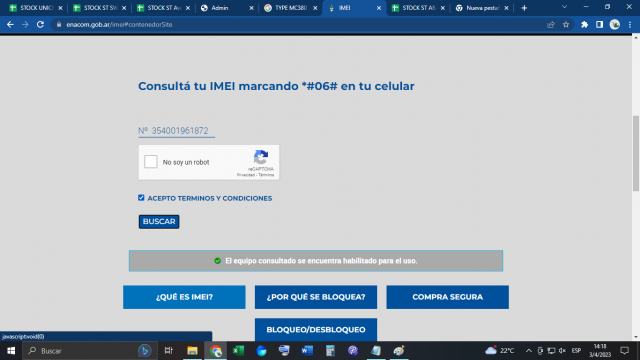 STOCK UNIC
STOCK ST SW
STOCK ST Av
Admin
TYPE MC38
IMEI
STOCK ST A
Nueva pesta
enacom.gob.ar/imei#contenedorSite
Consultá tu IMEI marcando *#06# en tu celular
Nº 354001961872
No soy un robot
reCAPTCHA
Privacidad - Términos
ACEPTO TERMINOS Y CONDICIONES
BUSCAR
El equipo consultado se encuentra habilitado para el uso.
¿QUÉ ES IMEI?
¿POR QUÉ SE BLOQUEA?
COMPRA SEGURA
BLOQUEO/DESBLOQUEO
javascript:void(0)
Buscar
22°C
ESP
14:18
3/4/2023